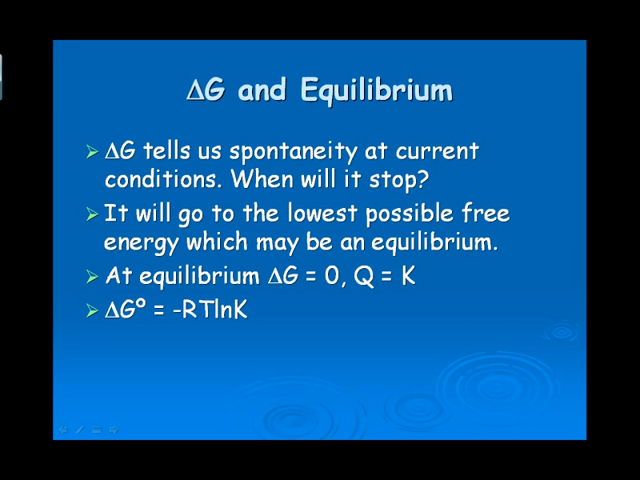 ΔG and Equilibrium
ΔG tells us spontaneity at current
conditions. When will it stop?
It will go to the lowest possible free
energy which may be an equilibrium.
At equilibrium ΔG = 0, Q = K
ΔGº = -RTlnK